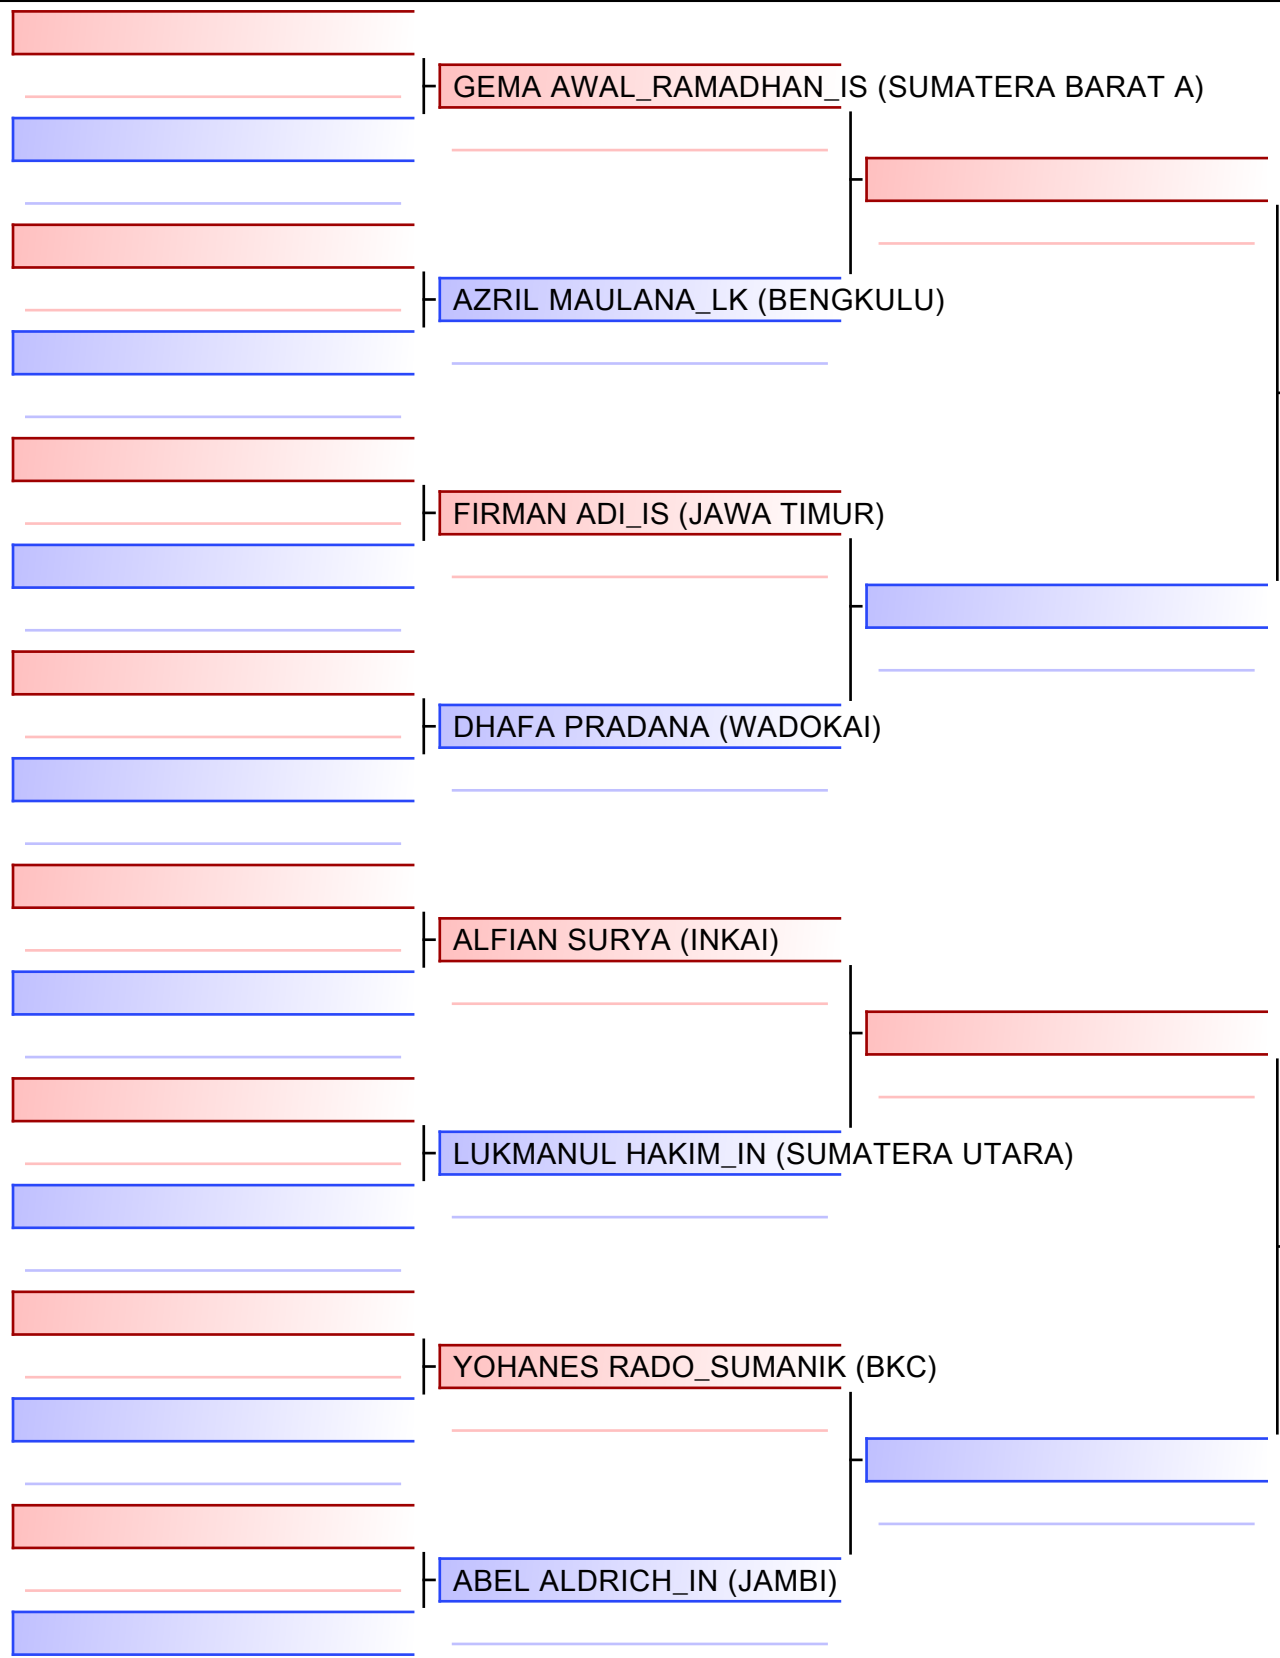 GEMA AWAL_RAMADHAN_IS (SUMATERA BARAT A)
AZRIL MAULANA_LK (BENGKULU)
FIRMAN ADI_IS (JAWA TIMUR)
DHAFA PRADANA (WADOKAI)
ALFIAN SURYA (INKAI)
LUKMANUL HAKIM_IN (SUMATERA UTARA)
YOHANES RADO_SUMANIK (BKC)
ABEL ALDRICH_IN (JAMBI)